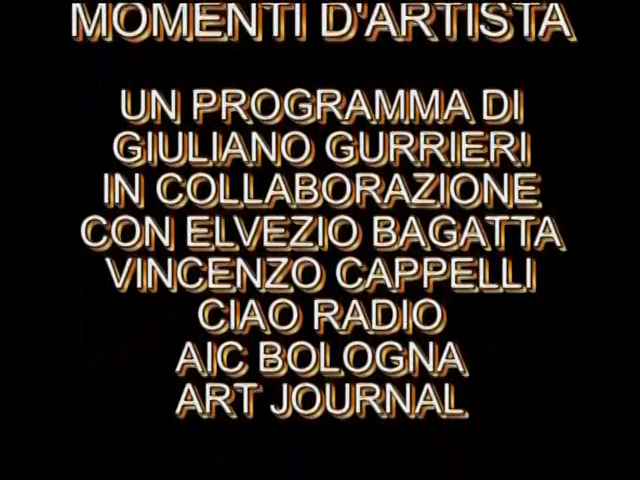 MOMENTI D'ARTISTA
UN PROGRAMMA DI
GIULIANO GURRIERI
IN COLLABORAZIONE
CON ELVEZIO BAGATTA
VINCENZO CAPPELLI
CIAO RADIO
AIC BOLOGNA
ART JOURNAL